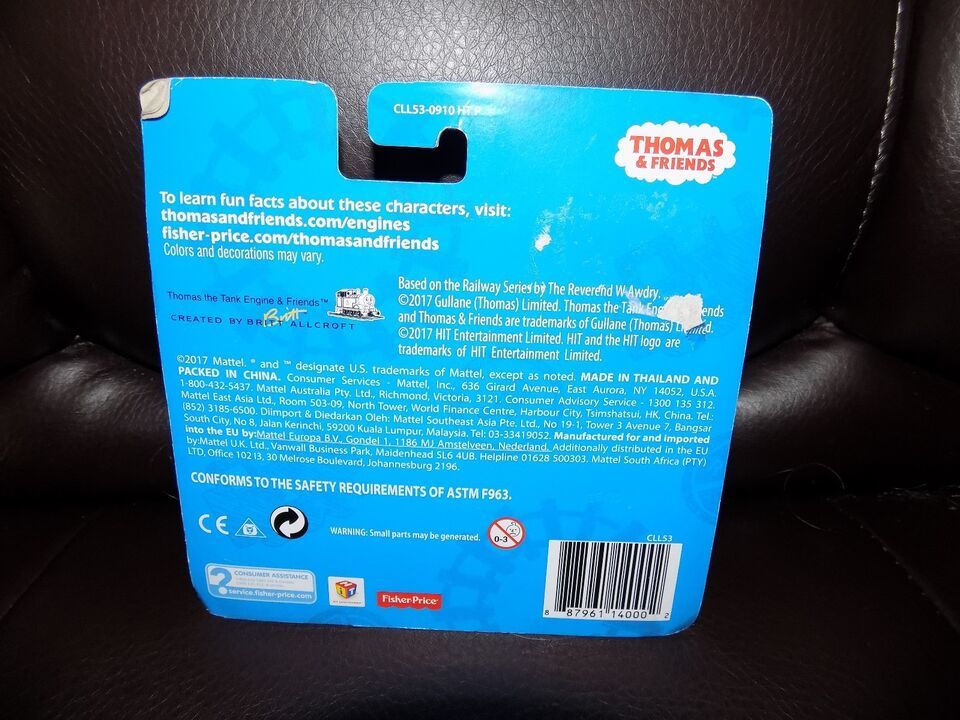 CLL53-0910
THOMAS
& FRIENDS
To learn fun facts about these characters, visit:
thomasandfriends.com/engines
fisher-price.com/thomasandfriends
Colors and decorations may vary.
Thomas the Tank Engine & Friends™
CREATED BY BRITT ALLCROFT
Britt
Based on the Railway Series by The Reverend W Awdry.
©2017 Gullane (Thomas) Limited. Thomas the Tank
and Thomas & Friends are trademarks of Gullane (Thomas)
©2017 HIT Entertainment Limited. HIT and the HIT logo are
trademarks of HIT Entertainment Limited.
©2017 Mattel. ® and ™ designate U.S. trademarks of Mattel, except as noted. MADE IN THAILAND AND
PACKED IN CHINA. Consumer Services - Mattel, Inc., 636 Girard Avenue, East Aurora, NY 14052, U.S.A.
1-800-432-5437. Mattel Australia Pty. Ltd., Richmond, Victoria, 3121. Consumer Advisory Service - 1300 135 312.
Mattel East Asia Ltd., Room 503-09, North Tower, World Finance Centre, Harbour City, Tsimshatsui, HK, China. Tel.:
(852) 3185-6500. Diimport & Diedarkan Oleh: Mattel Southeast Asia Pte. Ltd., No 19-1, Tower 3 Avenue 7, Bangsar
South City, No 8, Jalan Kerinchi, 59200 Kuala Lumpur, Malaysia. Tel: 03-33419052. Manufactured for and imported
into the EU by:Mattel Europa B.V., Gondel 1, 1186 MJ Amstelveen, Nederland. Additionally distributed in the EU
by:Mattel U.K. Ltd., Vanwall Business Park, Maidenhead SL6 4UB. Helpline 01628 500303. Mattel South Africa (PTY)
LTD, Office 102 I3, 30 Melrose Boulevard, Johannesburg 2196.
CONFORMS TO THE SAFETY REQUIREMENTS OF ASTM F963.
CE
WARNING: Small parts may be generated.
0-3
CLL53
CONSUMER ASSISTANCE
service.fisher-price.com
HIT
Fisher-Price
8 87961 14000 2